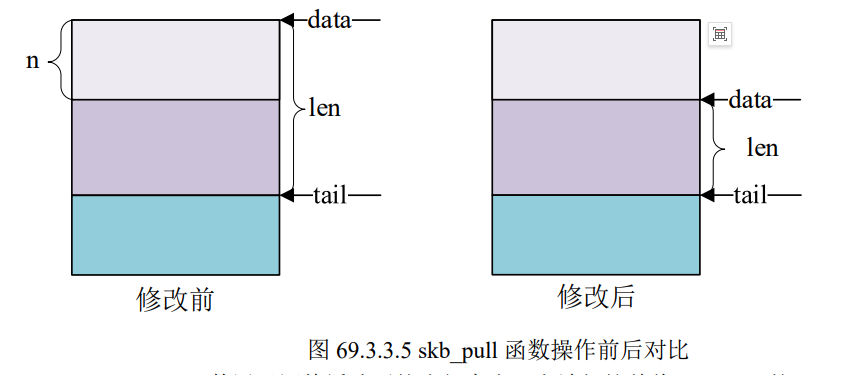 data
n
len
tail
修改前
data
len
tail
修改后
图 69.3.3.5 skb_pull 函数操作前后对比